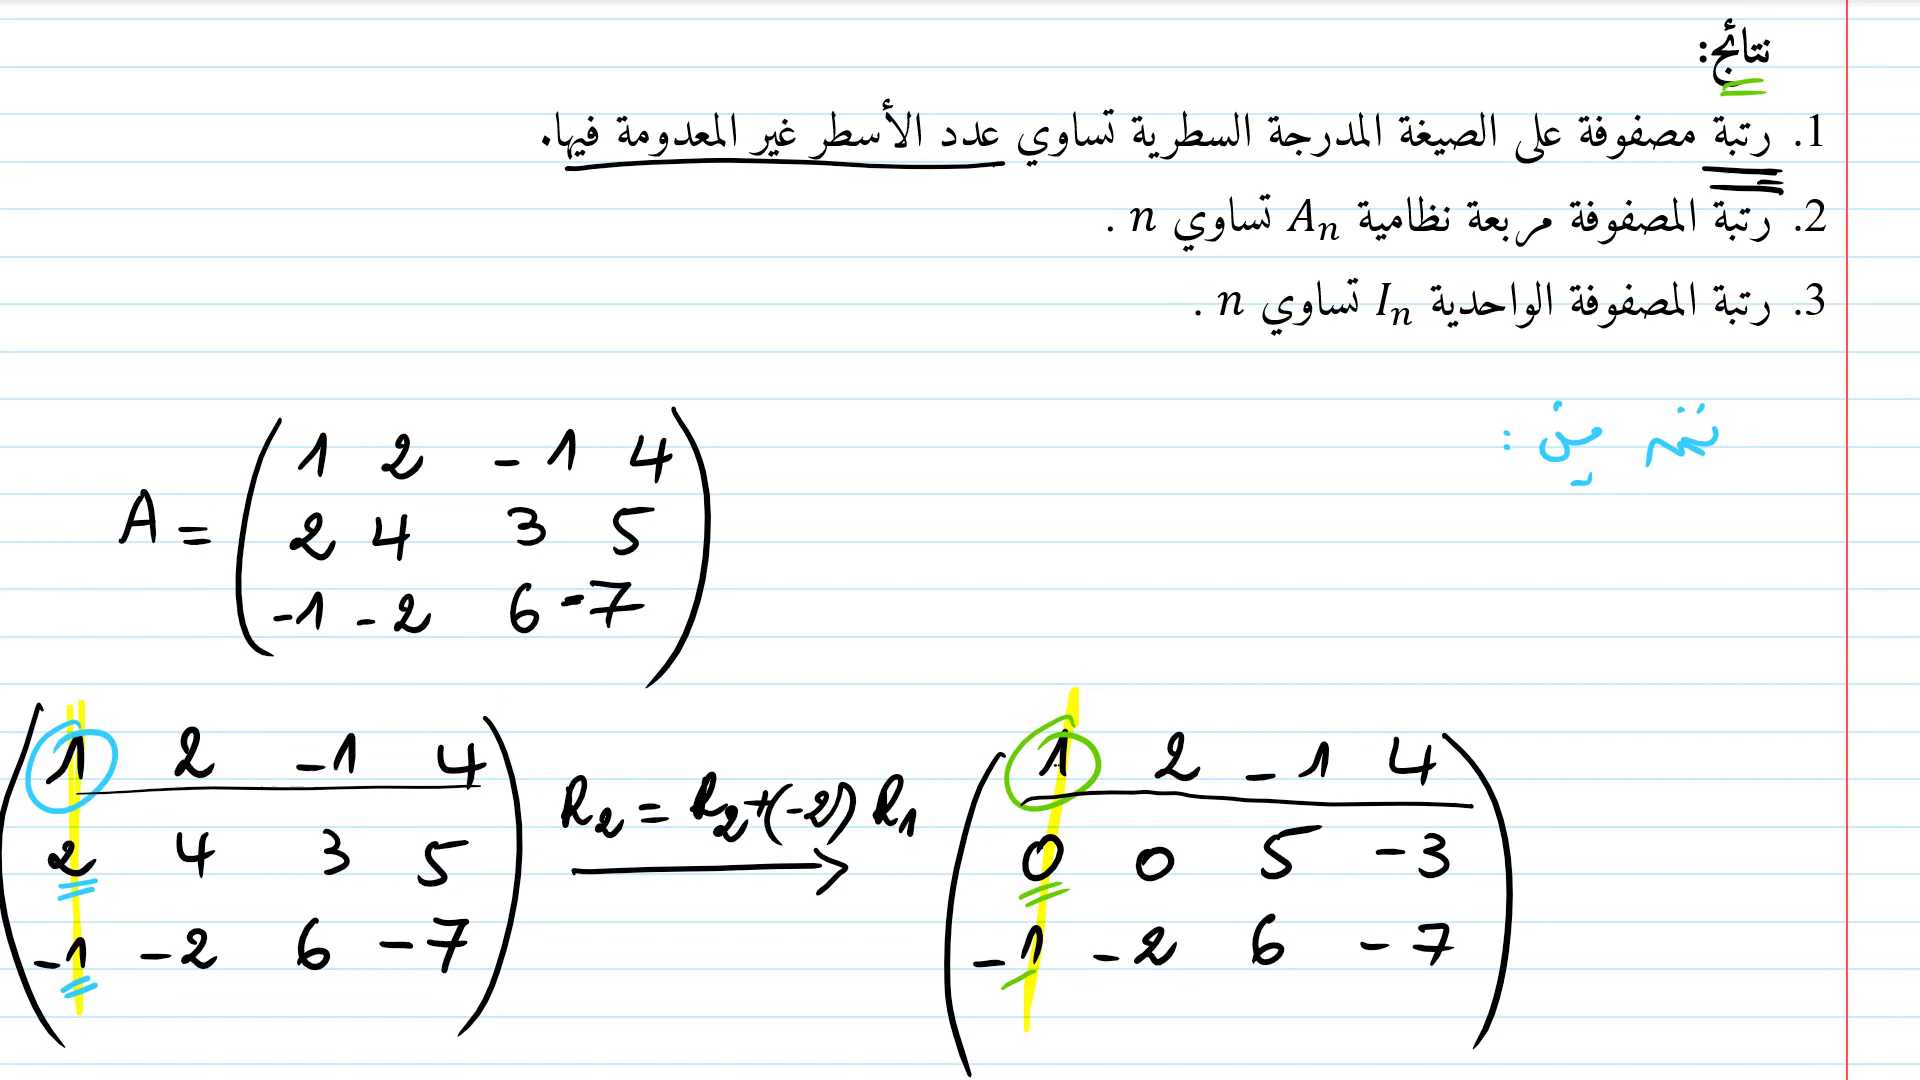 نتائج:
1. رتبة مصفوفة على الصيغة المدرجة السطرية تساوي عدد الأسطر غير المعدومة فيها.
2. رتبة المصفوفة مربعة نظامية Aₙ تساوي n .
3. رتبة المصفوفة الواحدية Iₙ تساوي n .
A =
1 2 -1 4
2 4 3 5
-1 -2 6 -7
1 2 -1 4
2 4 3 5
-1 -2 6 -7
R₂ = R₂+(-2) R₁
1 2 -1 4
0 0 5 -3
-1 -2 6 -7